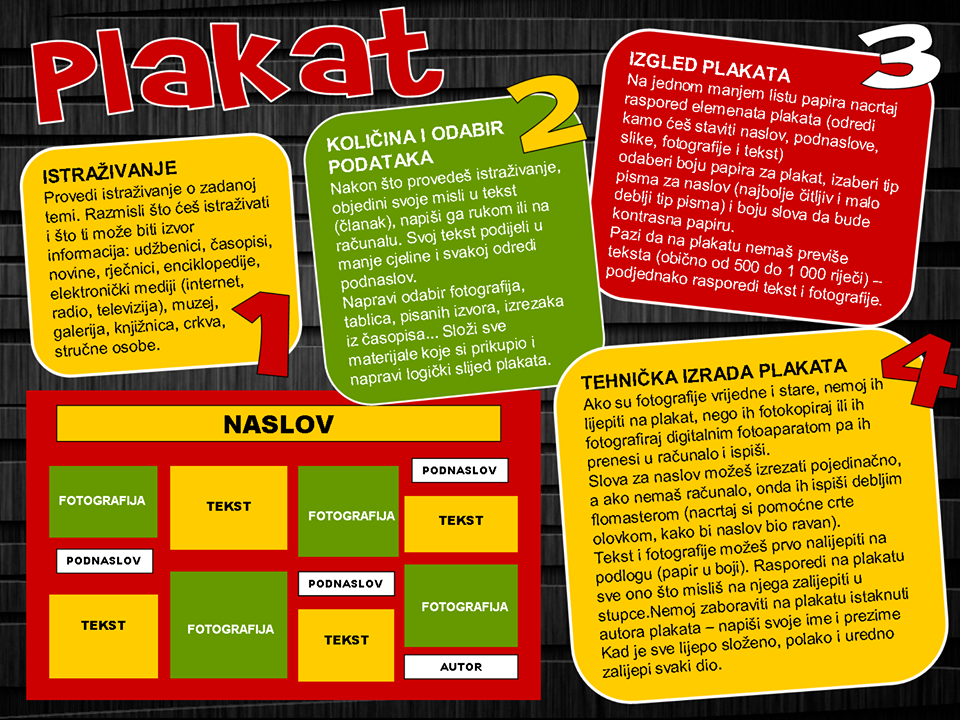 Plakat
1
ISTRAŽIVANJE
Provedi istraživanje o zadanoj
temi. Razmisli što ćeš istraživati
i što ti može biti izvor
informacija: udžbenici, časopisi,
novine, rječnici, enciklopedije,
elektronički mediji (internet,
radio, televizija), muzej,
galerija, knjižnica, crkva,
stručne osobe.
2
KOLIČINA I ODABIR
PODATAKA
Nakon što provedeš istraživanje,
objedini svoje misli u tekst
(članak), napiši ga rukom ili na
računalu. Svoj tekst podijeli u
manje cjeline i svakoj odredi
podnaslov.
Napravi odabir fotografija,
tablica, pisanih izvora, izrezaka
iz časopisa... Složi sve
materijale koje si prikupio i
napravi logički slijed plakata.
3
IZGLED PLAKATA
Na jednom manjem listu papira nacrtaj
raspored elemenata plakata (odredi
kamo ćeš staviti naslov, podnaslove,
slike, fotografije i tekst)
odaberi boju papira za plakat, izaberi tip
pisma za naslov (najbolje čitljiv i malo
deblji tip pisma) i boju slova da bude
kontrasna papiru.
Pazi da na plakatu nemaš previše
teksta (obično od 500 do 1 000 riječi) –
podjednako rasporedi tekst i fotografije.
4
TEHNIČKA IZRADA PLAKATA
Ako su fotografije vrijedne i stare, nemoj ih
lijepiti na plakat, nego ih fotokopiraj ili ih
fotografiraj digitalnim fotoaparatom pa ih
prenesi u računalo i ispiši.
Slova za naslov možeš izrezati pojedinačno,
a ako nemaš računalo, onda ih ispiši debljim
flomasterom (nacrtaj si pomoćne crte
olovkom, kako bi naslov bio ravan).
Tekst i fotografije možeš prvo nalijepiti na
podlogu (papir u boji). Rasporedi na plakatu
sve ono što misliš na njega zalijepiti u
stupce.Nemoj zaboraviti na plakatu istaknuti
autora plakata – napiši svoje ime i prezime
Kad je sve lijepo složeno, polako i uredno
zalijepi svaki dio.
NASLOV
FOTOGRAFIJA
PODNASLOV
TEKST
TEKST
FOTOGRAFIJA
FOTOGRAFIJA
PODNASLOV
TEKST
PODNASLOV
TEKST
FOTOGRAFIJA
AUTOR